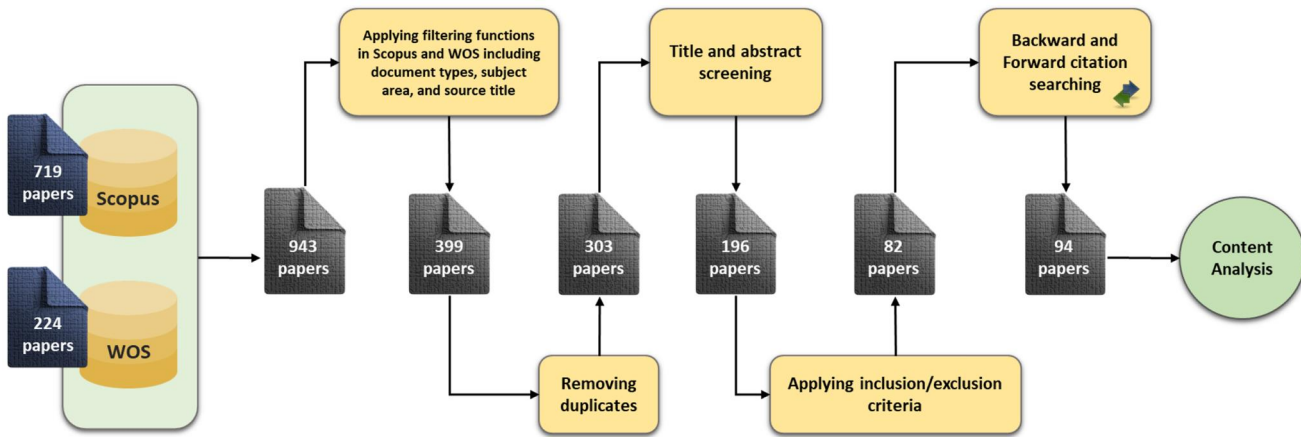 719
papers
Scopus
224
papers
WOS
943
papers
Applying filtering functions
in Scopus and WOS including
document types, subject
area, and source title
399
papers
Removing
duplicates
303
papers
Title and abstract
screening
196
papers
Applying inclusion/exclusion
criteria
82
papers
Backward and
Forward citation
searching
94
papers
Content
Analysis